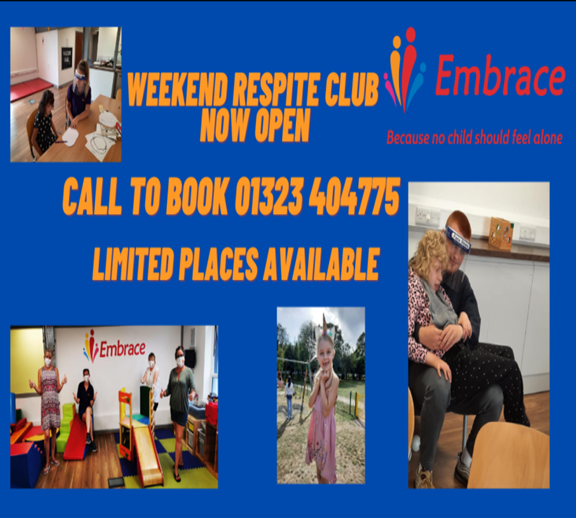 WEEKEND RESPITE CLUB
NOW OPEN
Embrace
Because no child should feel alone
CALL TO BOOK 01323 404775
LIMITED PLACES AVAILABLE
Embrace